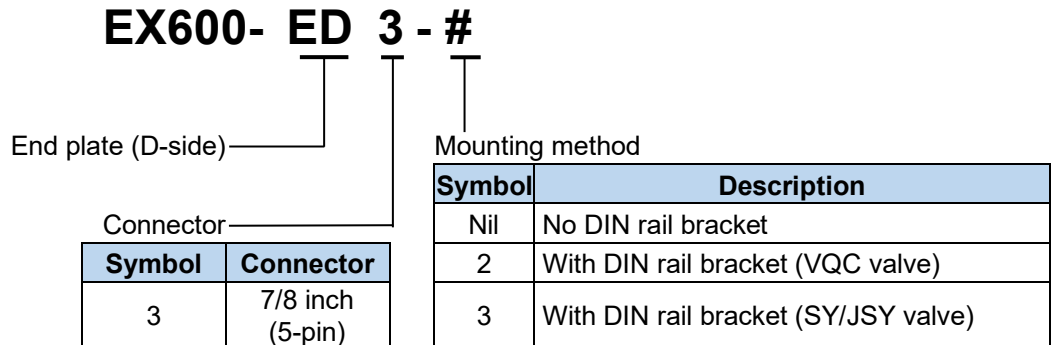 EX600- ED 3 - #
End plate (D-side)
Connector
Symbol Connector
3 7/8 inch
(5-pin)
Mounting method
Symbol Description
Nil No DIN rail bracket
2 With DIN rail bracket (VQC valve)
3 With DIN rail bracket (SY/JSY valve)